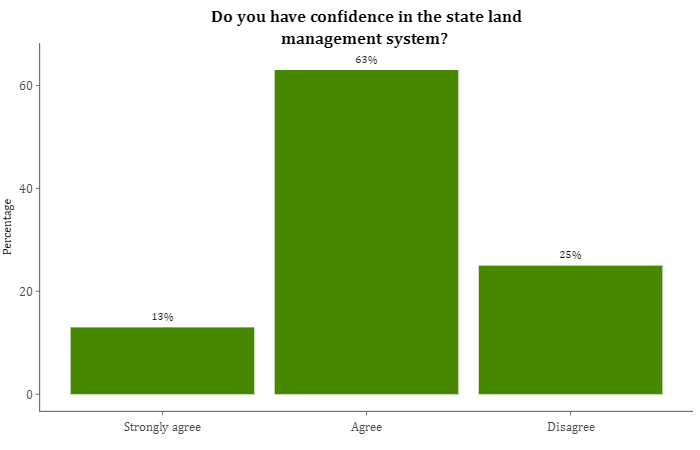 Do you have confidence in the state land
management system?
63%
60
40
Percentage
25%
20
13%
0
Strongly agree
Agree
Disagree